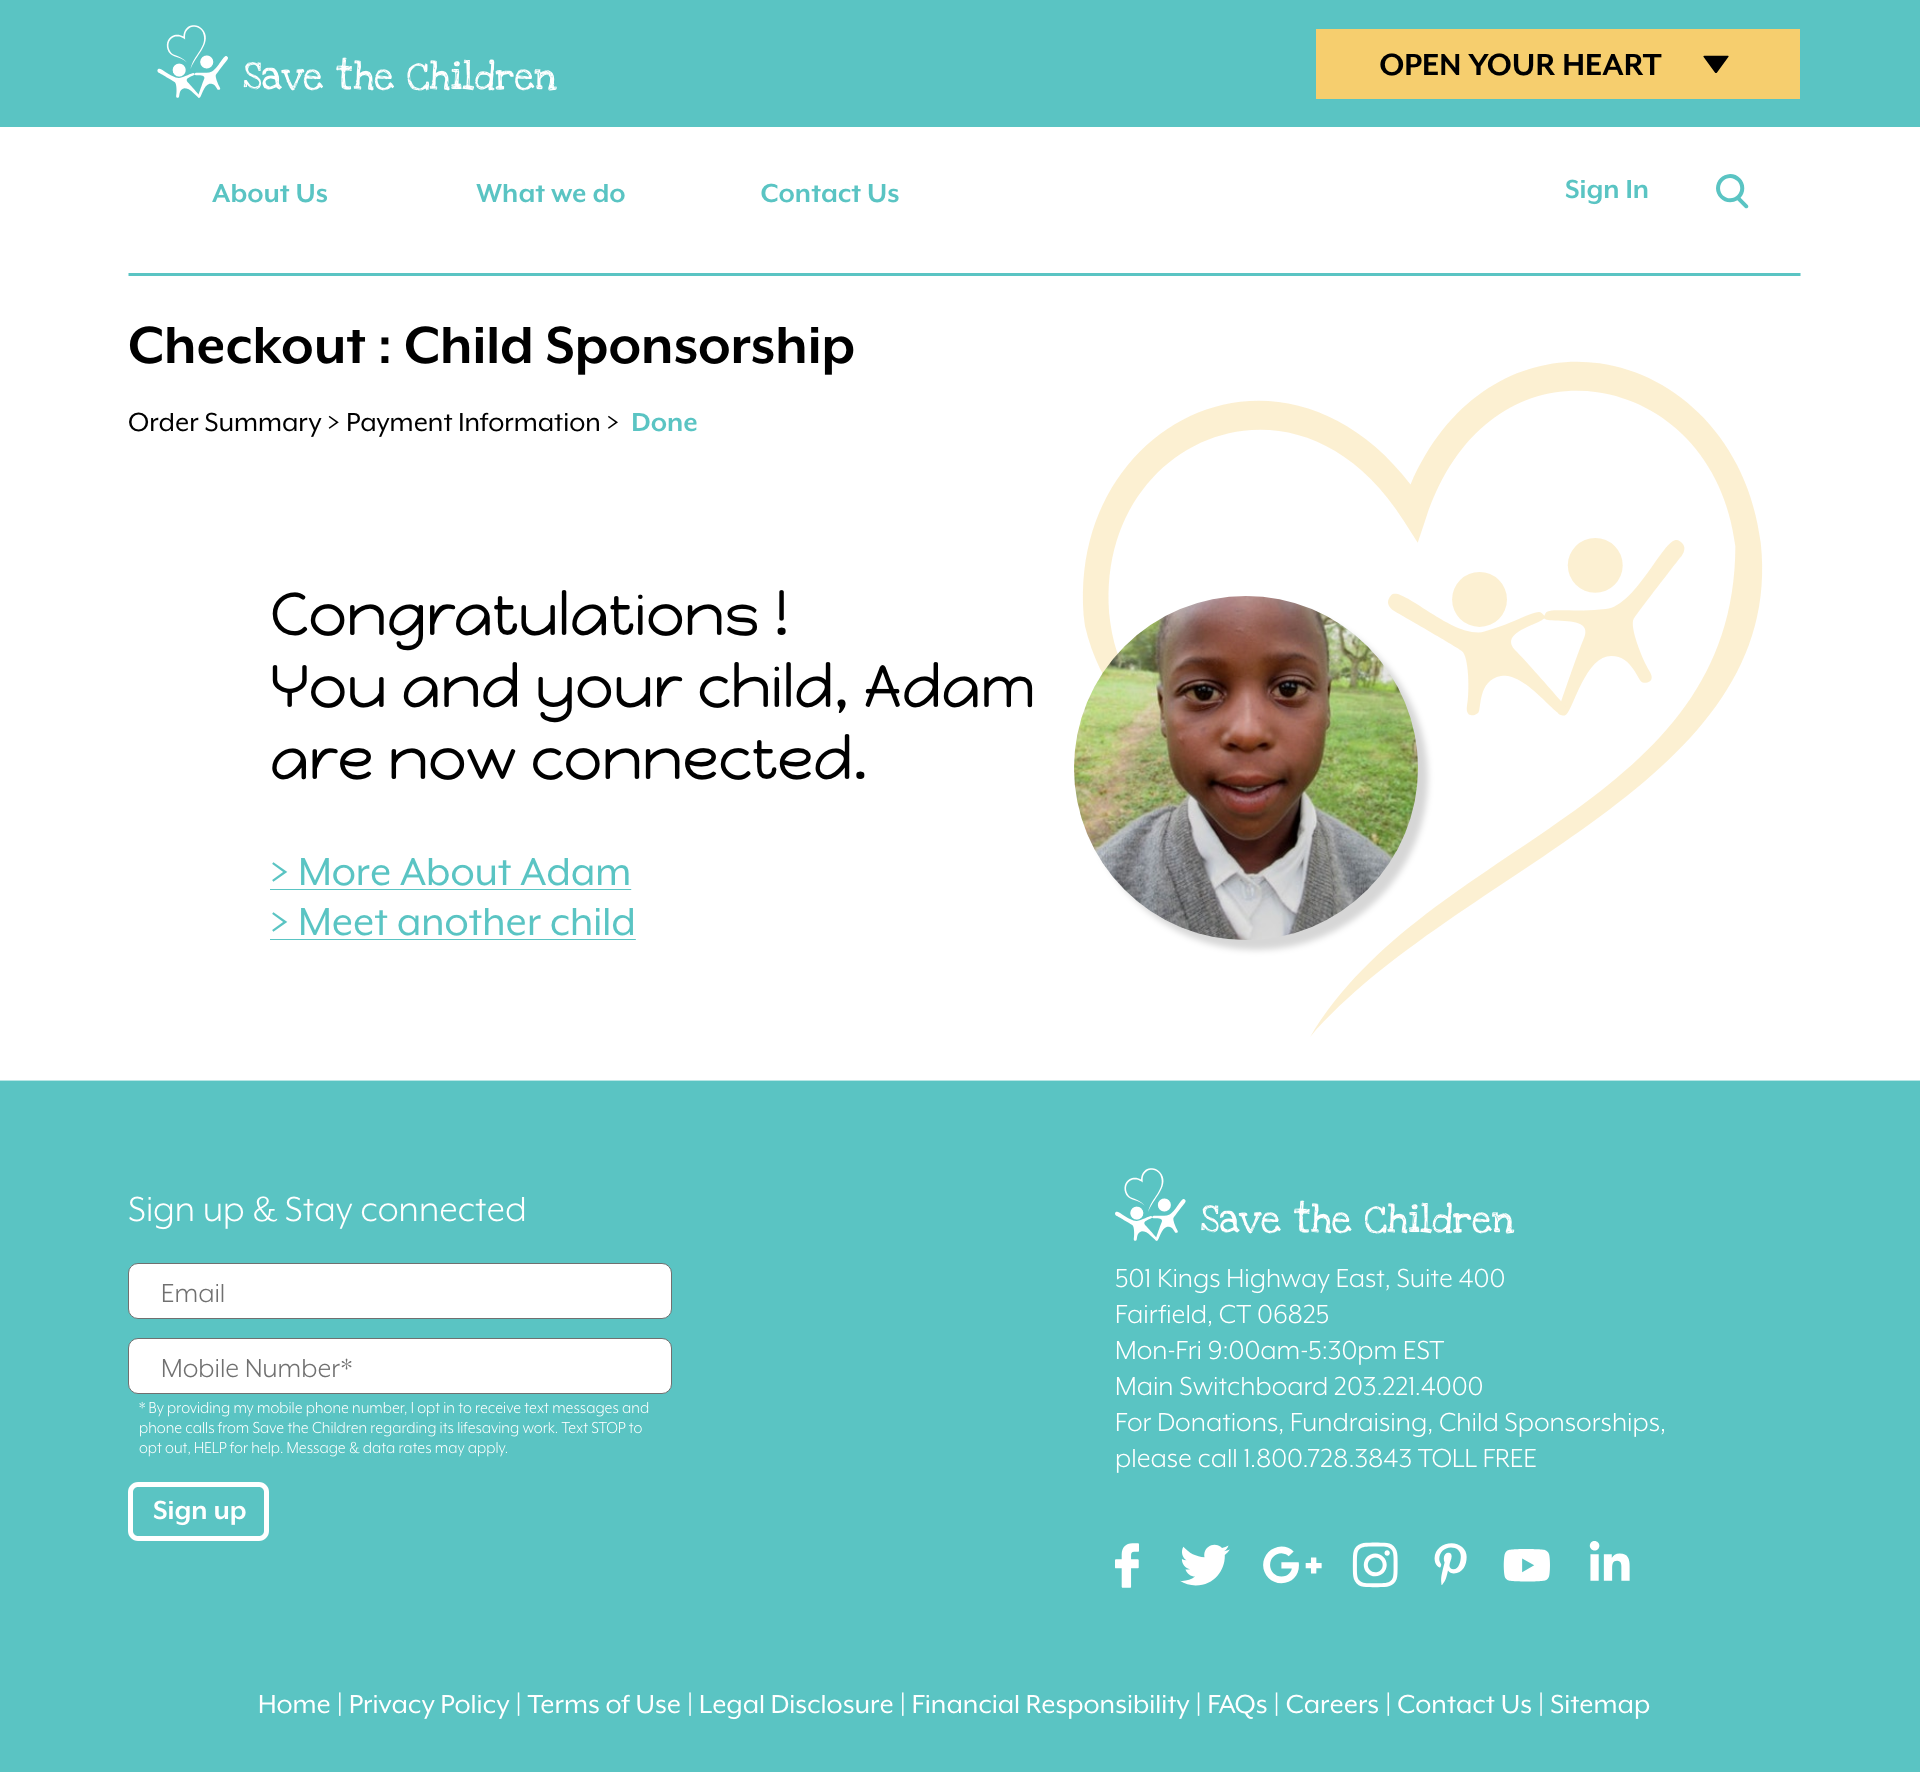 Save the Children
OPEN YOUR HEART
About Us
What we do
Contact Us
Sign In
Checkout : Child Sponsorship
Order Summary > Payment Information > Done
Congratulations !
You and your child, Adam
are now connected.
> More About Adam
> Meet another child
Sign up & Stay connected
Email
Mobile Number*
* By providing my mobile phone number, I opt in to receive text messages and
phone calls from Save the Children regarding its lifesaving work. Text STOP to
opt out, HELP for help. Message & data rates may apply.
Sign up
Save the Children
501 Kings Highway East, Suite 400
Fairfield, CT 06825
Mon-Fri 9:00am-5:30pm EST
Main Switchboard 203.221.4000
For Donations, Fundraising, Child Sponsorships,
please call 1.800.728.3843 TOLL FREE
Home | Privacy Policy | Terms of Use | Legal Disclosure | Financial Responsibility | FAQs | Careers | Contact Us | Sitemap